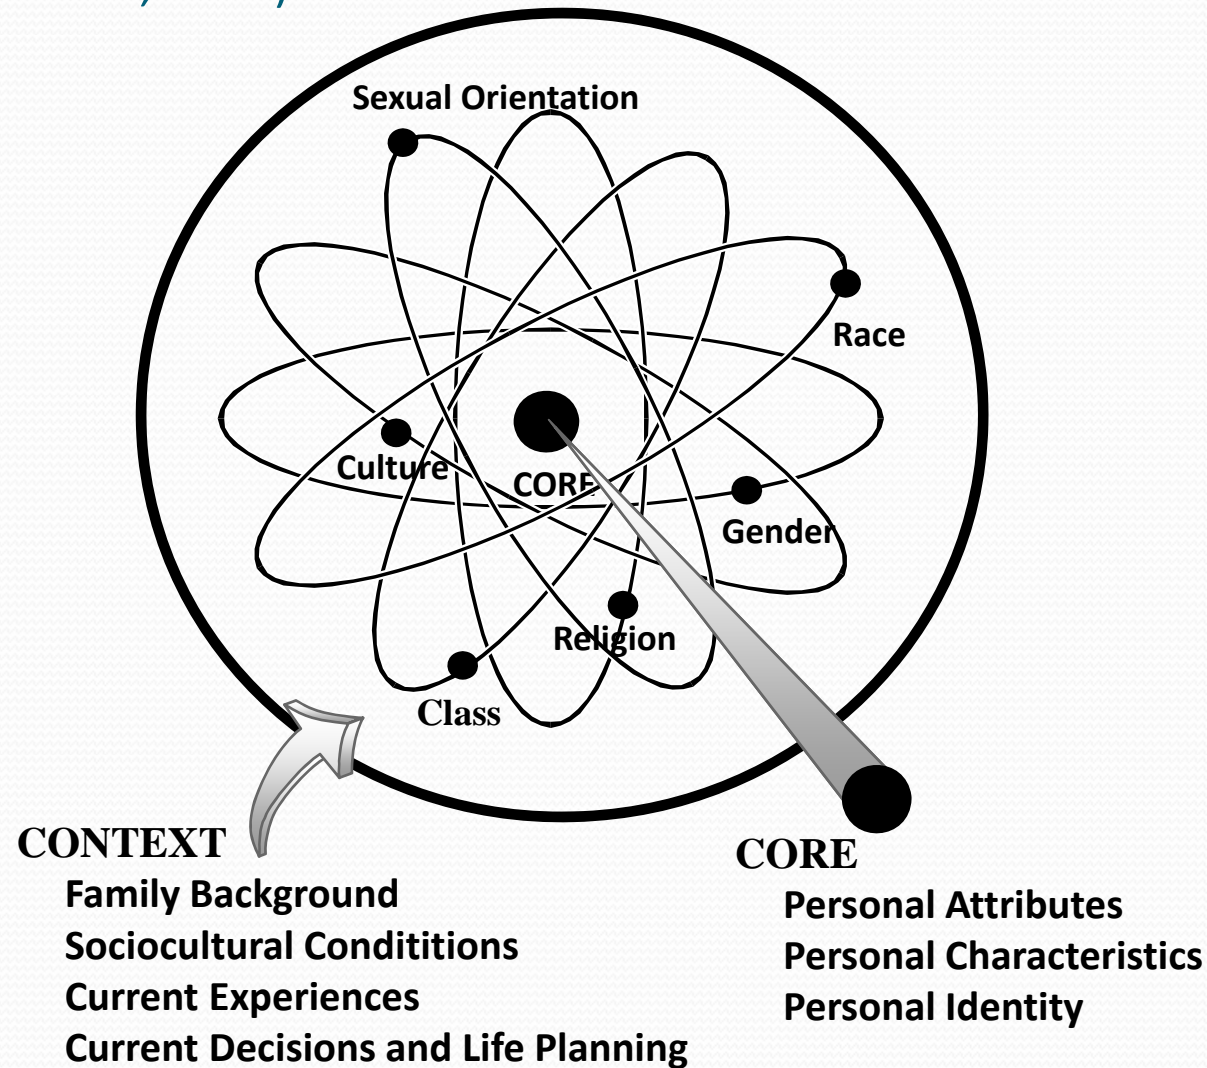 Sexual Orientation
Race
Culture
CORE
Gender
Religion
Class
CONTEXT
Family Background
Sociocultural Condititions
Current Experiences
Current Decisions and Life Planning
CORE
Personal Attributes
Personal Characteristics
Personal Identity